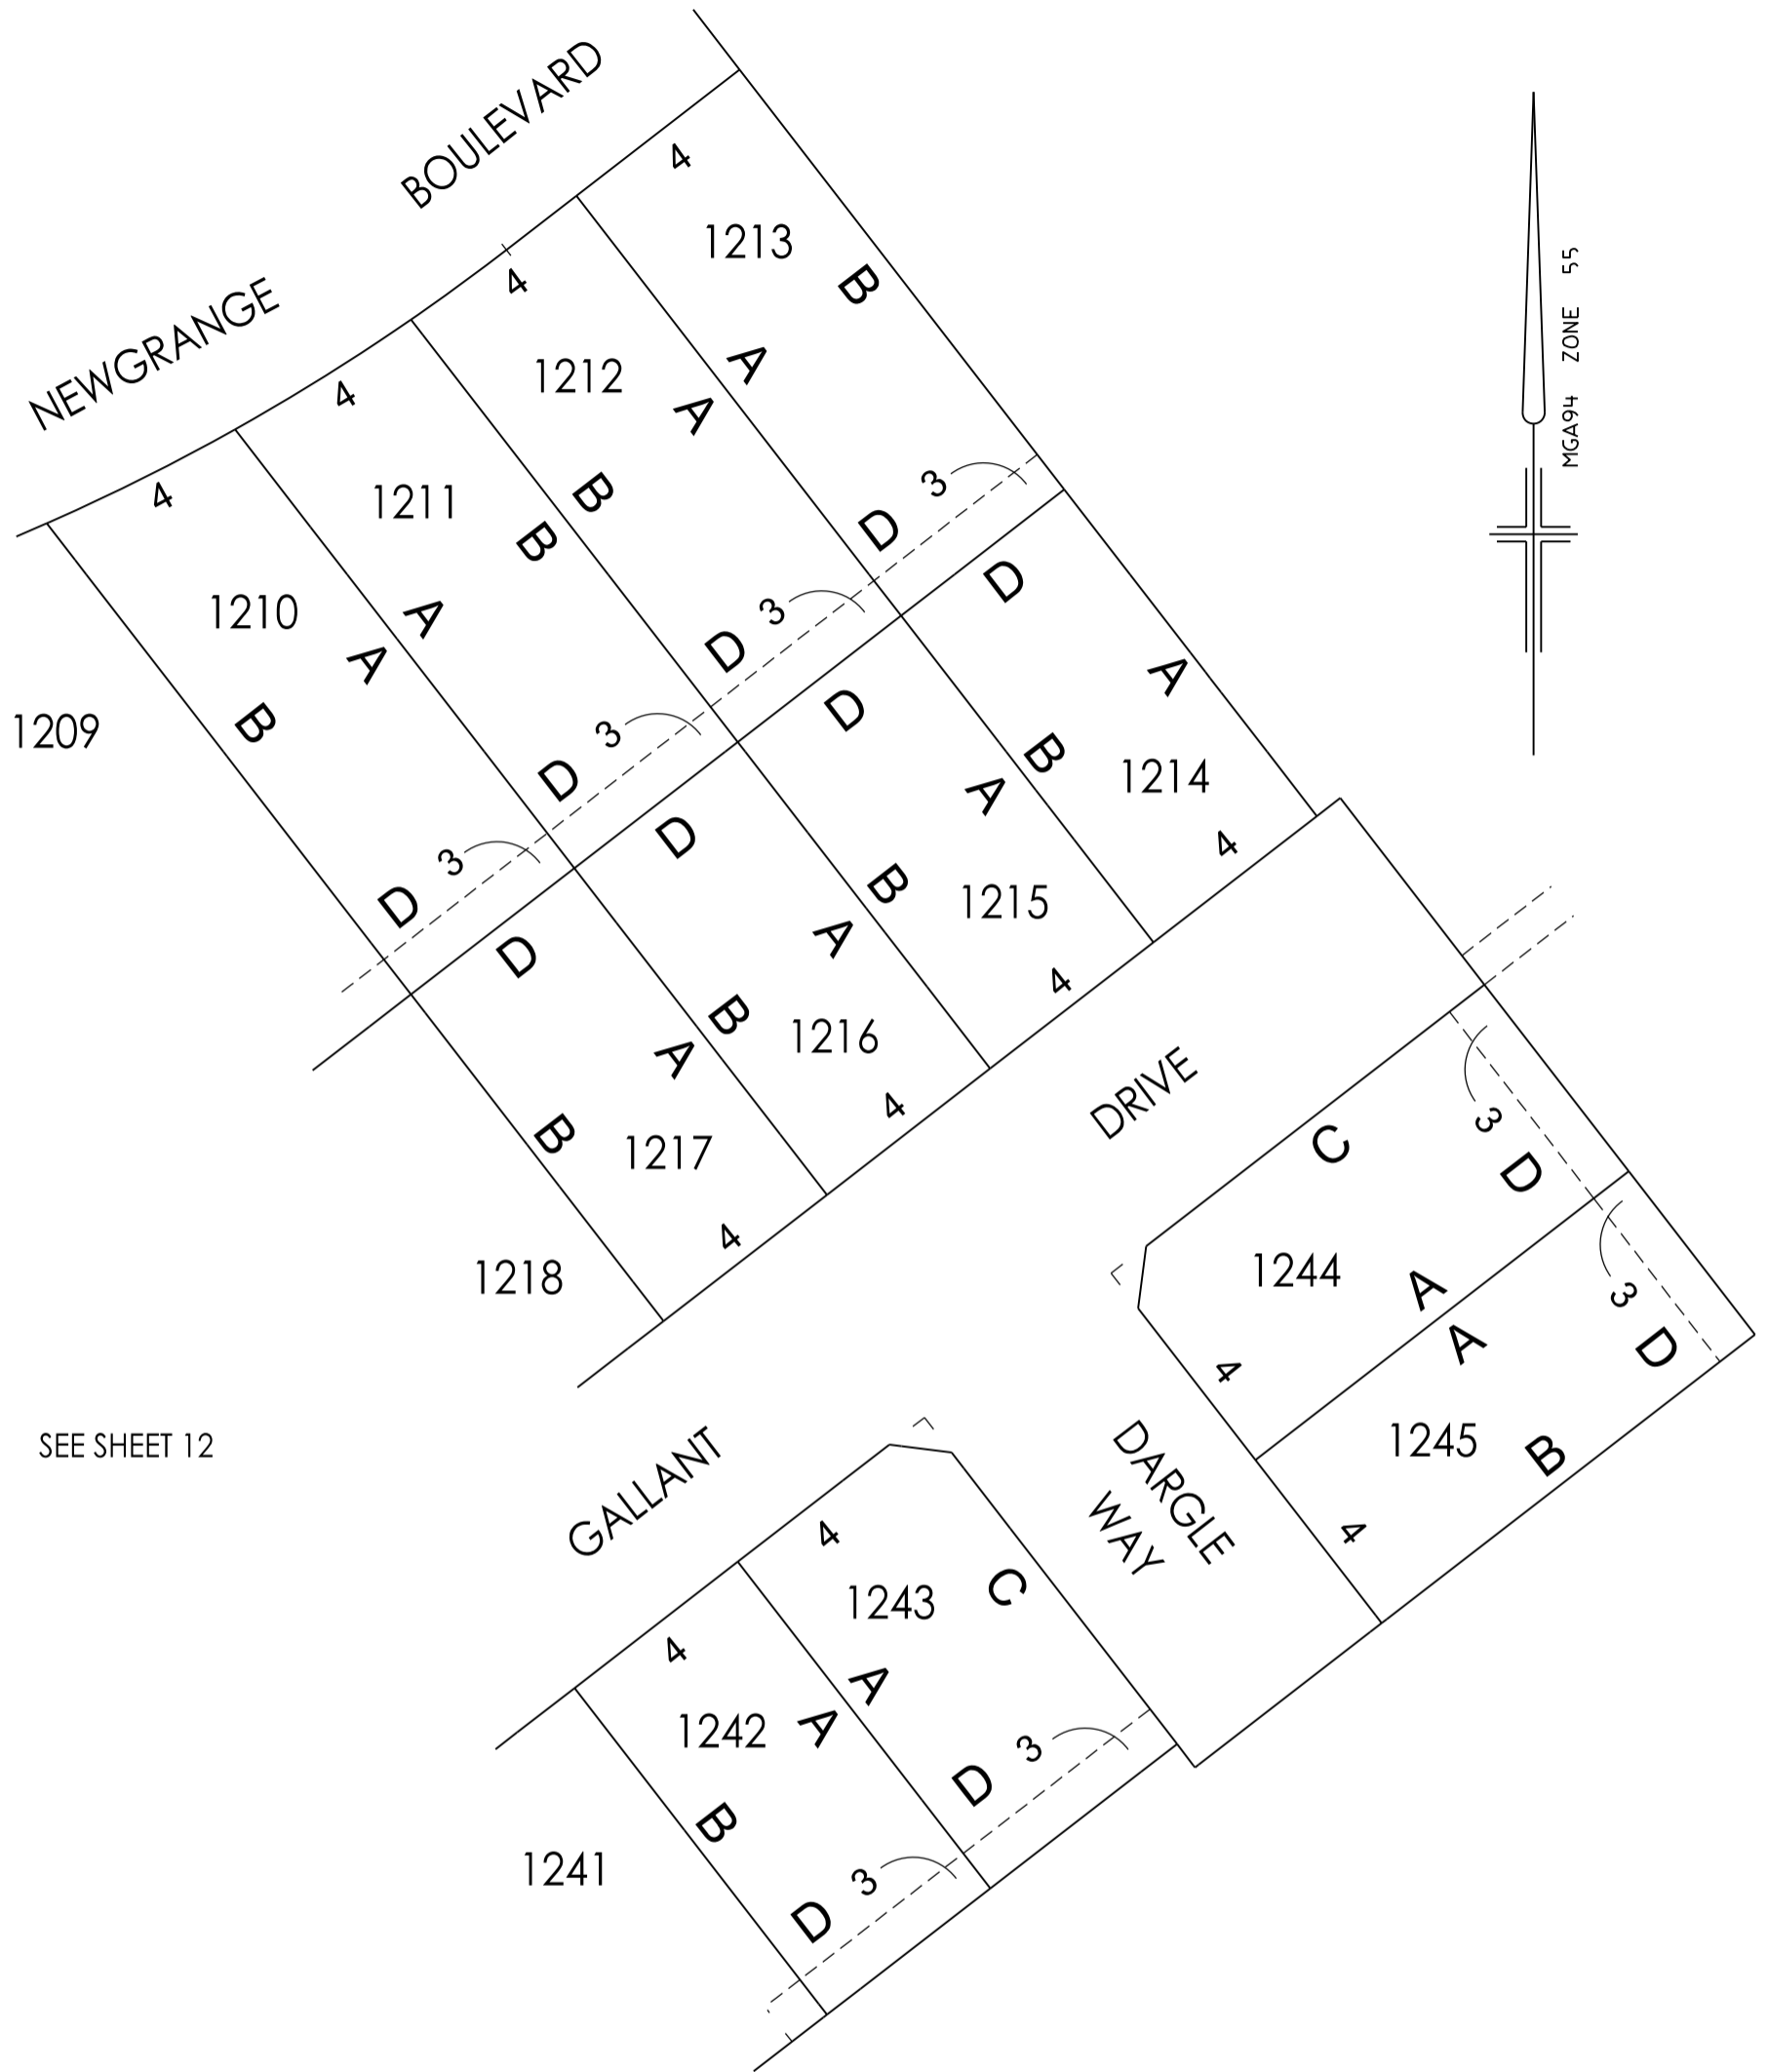 NEWGRANGE BOULEVARD
4
1213
B
4
1212
A
A
4
1211
B
B
4
1210
A
A
B
1209
D 3
D 3
D 3
D 3
MGA94 ZONE 55
D
A
B
1214
4
D
A
B
1215
4
D
A
B
1216
4
D
A
B
1217
4
1218
GALLANT DRIVE
C
3
D
1244
A
4
3
D
A
1245
B
4
DARGLE
WAY
SEE SHEET 12
4
1243
C
A
D 3
4
1242
A
B
D 3
1241